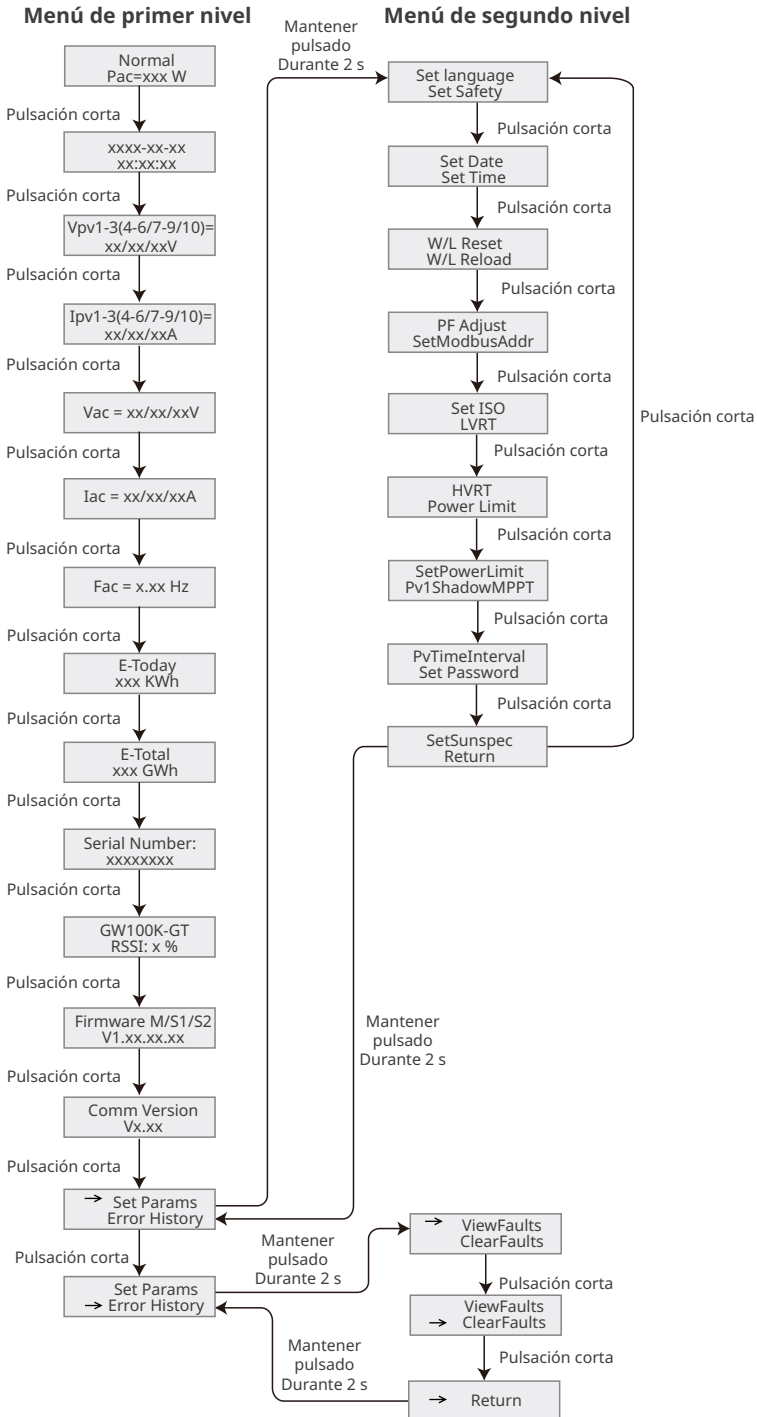 Menú de primer nivel
Normal
Pac=xxx W
Pulsación corta
xxxx-xx-xx
xx:xx:xx
Pulsación corta
Vpv1-3(4-6/7-9/10)=
xx/xx/xxV
Pulsación corta
Ipv1-3(4-6/7-9/10)=
xx/xx/xxA
Pulsación corta
Vac = xx/xx/xxV
Pulsación corta
Iac = xx/xx/xxA
Pulsación corta
Fac = x.xx Hz
Pulsación corta
E-Today
xxx KWh
Pulsación corta
E-Total
xxx GWh
Pulsación corta
Serial Number:
xxxxxxxx
Pulsación corta
GW100K-GT
RSSI: x %
Pulsación corta
Firmware M/S1/S2
V1.xx.xx.xx
Pulsación corta
Comm Version
Vx.xx
Pulsación corta
→ Set Params
Error History
Pulsación corta
Set Params
→ Error History
Mantener
pulsado
Durante 2 s
Menú de segundo nivel
Set language
Set Safety
Pulsación corta
Set Date
Set Time
Pulsación corta
W/L Reset
W/L Reload
Pulsación corta
PF Adjust
SetModbusAddr
Pulsación corta
Set ISO
LVRT
Pulsación corta
HVRT
Power Limit
Pulsación corta
SetPowerLimit
Pv1ShadowMPPT
Pulsación corta
PvTimeInterval
Set Password
Pulsación corta
SetSunspec
Return
Pulsación corta
Mantener
pulsado
Durante 2 s
Mantener
pulsado
Durante 2 s
→ ViewFaults
ClearFaults
Pulsación corta
ViewFaults
→ ClearFaults
Pulsación corta
→ Return
Mantener
pulsado
Durante 2 s